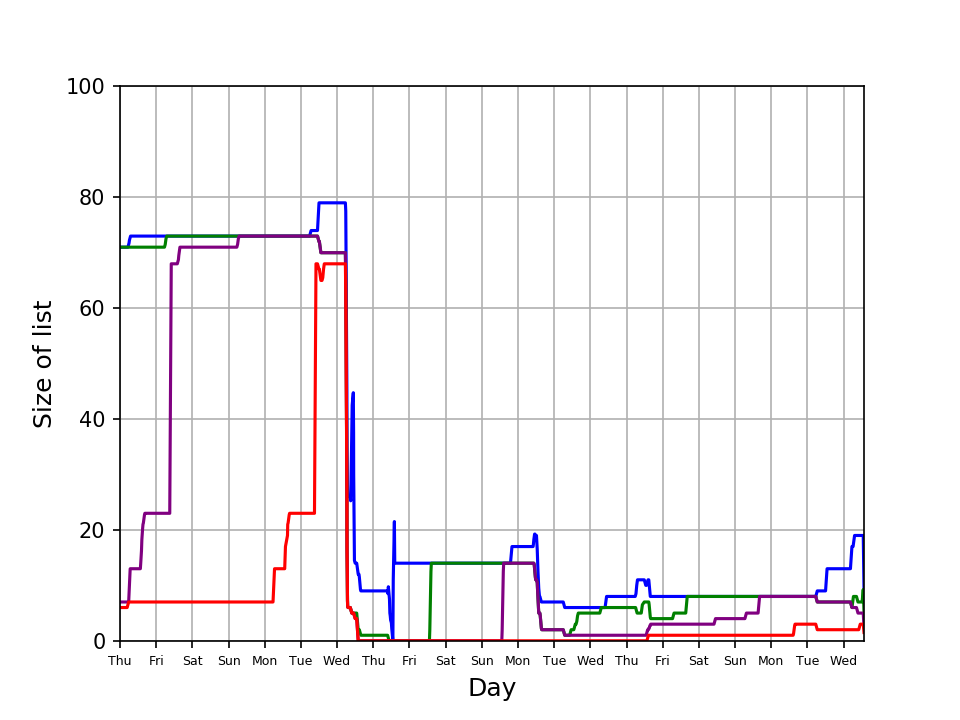 100
80
60
40
20
0
Size of list
Thu Fri Sat Sun Mon Tue Wed Thu Fri Sat Sun Mon Tue Wed Thu Fri Sat Sun Mon Tue Wed
Day